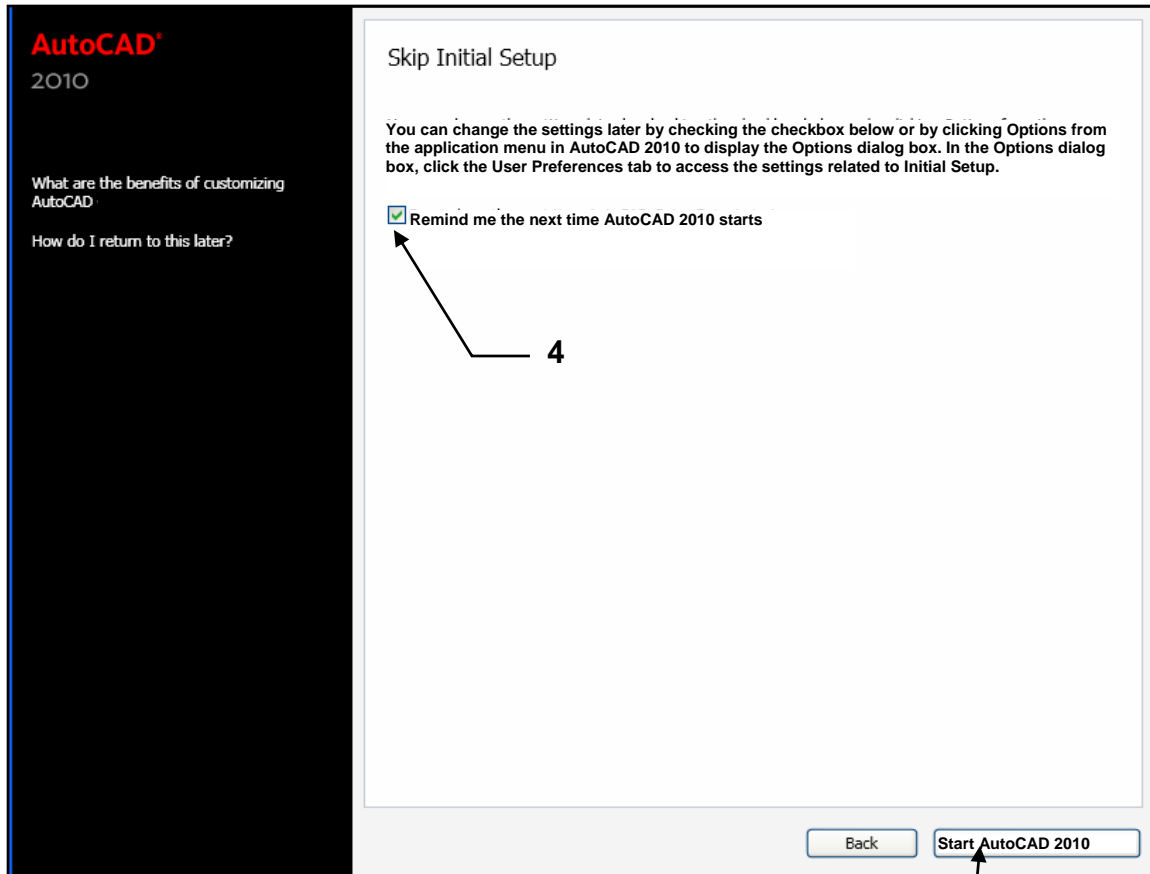 AutoCAD®
2010
What are the benefits of customizing
AutoCAD
How do I return to this later?
Skip Initial Setup
You can change the settings later by checking the checkbox below or by clicking Options from
the application menu in AutoCAD 2010 to display the Options dialog box. In the Options dialog
box, click the User Preferences tab to access the settings related to Initial Setup.
Remind me the next time AutoCAD 2010 starts
4
Back
Start AutoCAD 2010